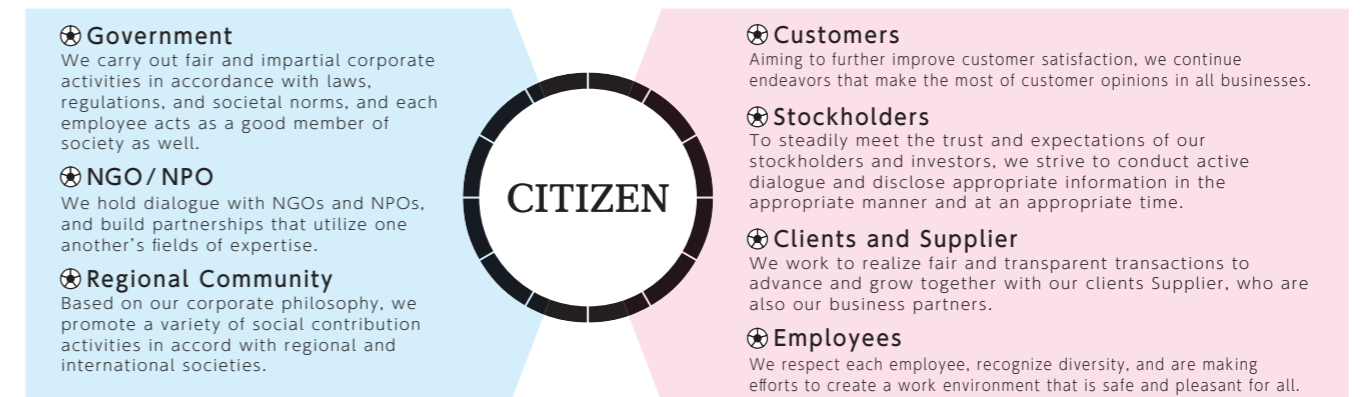 Government
We carry out fair and impartial corporate
activities in accordance with laws,
regulations, and societal norms, and each
employee acts as a good member of
society as well.
NGO/NPO
We hold dialogue with NGOs and NPOs,
and build partnerships that utilize one
another's fields of expertise.
Regional Community
Based on our corporate philosophy, we
promote a variety of social contribution
activities in accord with regional and
international societies.
CITIZEN
Customers
Aiming to further improve customer satisfaction, we continue
endeavors that make the most of customer opinions in all businesses.
Stockholders
To steadily meet the trust and expectations of our
stockholders and investors, we strive to conduct active
dialogue and disclose appropriate information in the
appropriate manner and at an appropriate time.
Clients and Supplier
We work to realize fair and transparent transactions to
advance and grow together with our clients Supplier, who are
also our business partners.
Employees
We respect each employee, recognize diversity, and are making
efforts to create a work environment that is safe and pleasant for all.